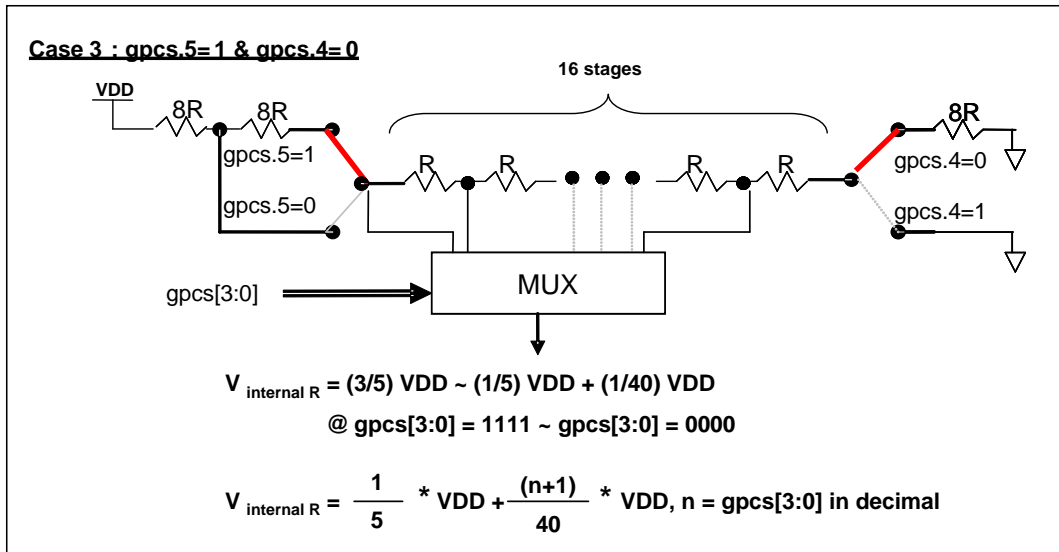 Case 3 : gpcs.5=1 & gpcs.4=0
16 stages
VDD
8R
8R
8R
gpcs.5=1
R
R
R
R
gpcs.4=0
gpcs.5=0
gpcs.4=1
gpcs[3:0]
MUX
V internal R = (3/5) VDD ~ (1/5) VDD + (1/40) VDD
@ gpcs[3:0] = 1111 ~ gpcs[3:0] = 0000
V internal R = 1/5 * VDD + (n+1)/40 * VDD, n = gpcs[3:0] in decimal